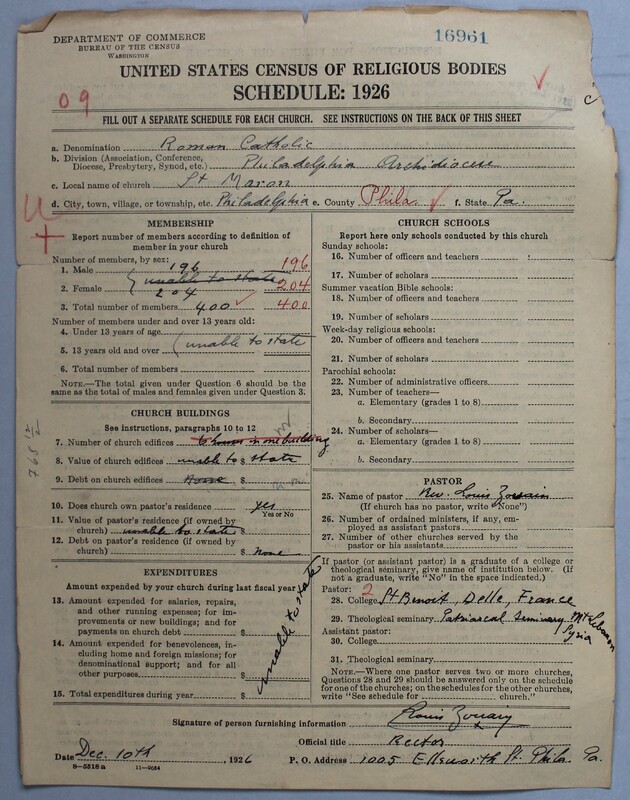 16961
DEPARTMENT OF COMMERCE
BUREAU OF THE CENSUS
WASHINGTON
UNITED STATES CENSUS OF RELIGIOUS BODIES
SCHEDULE: 1926
09
FILL OUT A SEPARATE SCHEDULE FOR EACH CHURCH. SEE INSTRUCTIONS ON THE BACK OF THIS SHEET
a. Denomination Roman Catholic
b. Division (Association, Conference, Diocese, Presbytery, Synod, etc.) Philadelphia Archidiocese
c. Local name of church St Maron
d. City, town, village, or township, etc. Philadelphia e. County Phila. f. State Pa.
MEMBERSHIP
Report number of members according to definition of
member in your church
Number of members, by sex:
1. Male 196 196
unable to state
2. Female 204 204
3. Total number of members 400 400
Number of members under and over 13 years old:
4. Under 13 years of age
unable to state
5. 13 years old and over
6. Total number of members
NOTE.—The total given under Question 6 should be the
same as the total of males and females given under Question 3.
CHURCH BUILDINGS
See instructions, paragraphs 10 to 12
7. Number of church edifices in one building
8. Value of church edifices unable to $ state
9. Debt on church edifices None $
10. Does church own pastor's residence yes
Yes or No
11. Value of pastor's residence (if owned by
church) unable to state $
12. Debt on pastor's residence (if owned by
church) $ None
EXPENDITURES
Amount expended by your church during last fiscal year
13. Amount expended for salaries, repairs,
and other running expenses; for improvements or new buildings; and for
payments on church debt $
14. Amount expended for benevolences, including home and foreign missions; for
denominational support; and for all
other purposes $
15. Total expenditures during year $
unable to state
CHURCH SCHOOLS
Report here only schools conducted by this church
Sunday schools:
16. Number of officers and teachers
17. Number of scholars
Summer vacation Bible schools:
18. Number of officers and teachers
19. Number of scholars
Week-day religious schools:
20. Number of officers and teachers
21. Number of scholars
Parochial schools:
22. Number of administrative officers
23. Number of teachers—
a. Elementary (grades 1 to 8)
b. Secondary
24. Number of scholars—
a. Elementary (grades 1 to 8)
b. Secondary
PASTOR
25. Name of pastor Rev. Louis Zouain
(If church has no pastor, write "None")
26. Number of ordained ministers, if any, employed as assistant pastors
27. Number of other churches served by the
pastor or his assistants
If pastor (or assistant pastor) is a graduate of a college or
theological seminary, give name of institution below. (If
not a graduate, write "No" in the space indicated.)
Pastor: 2
28. College St Benoit Delle, France
29. Theological seminary Patriarcal Seminary Mt Lebanon Syria
Assistant pastor:
30. College
31. Theological seminary
NOTE.—Where one pastor serves two or more churches,
Questions 28 and 29 should be answered only on the schedule
for one of the churches; on the schedules for the other churches,
write "See schedule for church."
Signature of person furnishing information Louis Zouain
Official title Rector
Date Dec. 10th, 1926 P. O. Address 1005 Ellsworth St. Phila. Pa.
8—5518a 11—9084